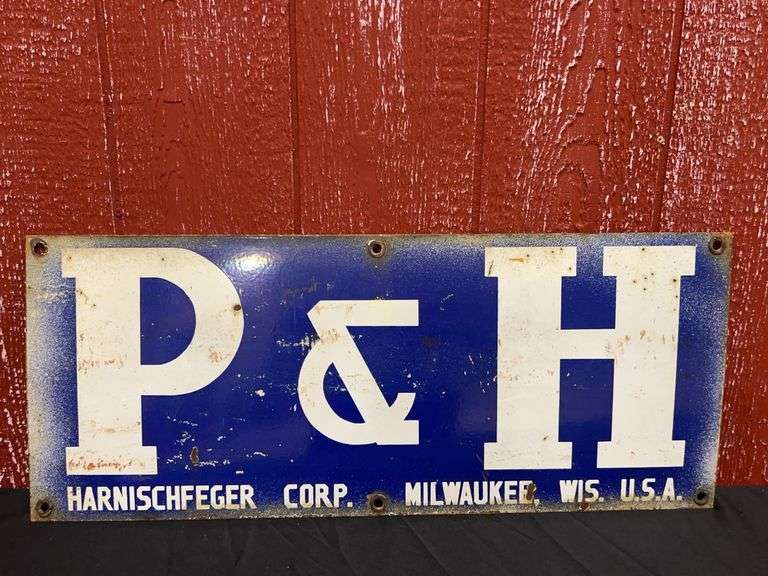 P & H
HARNISCHFEGER CORP. MILWAUKEE, WIS. U.S.A.